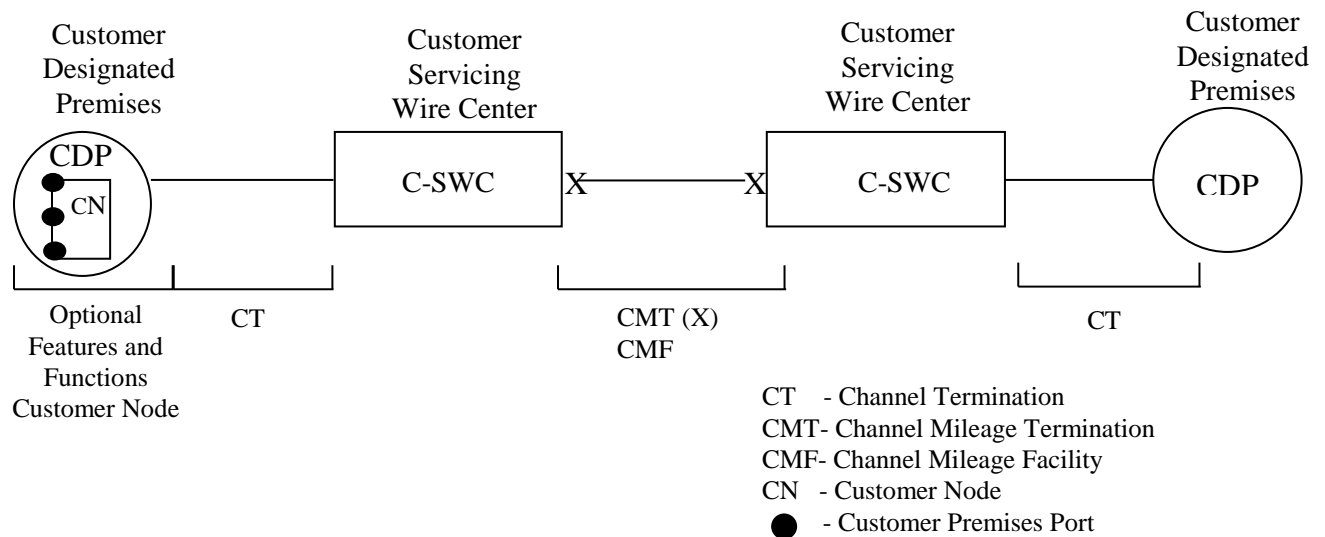 Customer
Designated
Premises
Customer
Servicing
Wire Center
Customer
Servicing
Wire Center
Customer
Designated
Premises
CDP
CN
C-SWC
X
X
C-SWC
CDP
Optional
Features and
Functions
Customer Node
CT
CMT (X)
CMF
CT
CT - Channel Termination
CMT- Channel Mileage Termination
CMF- Channel Mileage Facility
CN - Customer Node
- Customer Premises Port